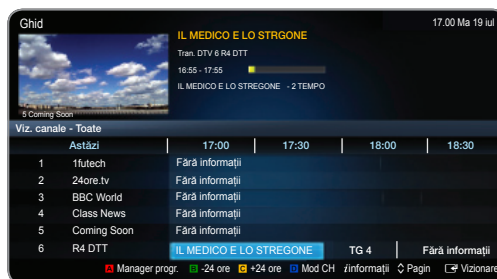 Ghid
17.00 Ma 19 iul
IL MEDICO E LO STRGONE
Tran. DTV 6 R4 DTT
16:55 - 17:55
IL MEDICO E LO STREGONE - 2 TEMPO
5 Coming Soon
Viz. canale - Toate
Astăzi 17:00 17:30 18:00 18:30
1 1futech Fără informații
2 24ore.tv Fără informații
3 BBC World Fără informații
4 Class News Fără informații
5 Coming Soon Fără informații
6 R4 DTT IL MEDICO E LO STREGONE TG 4 Fără informații
A Manager progr. B -24 ore C +24 ore D Mod CH i informații Pagin Vizionare